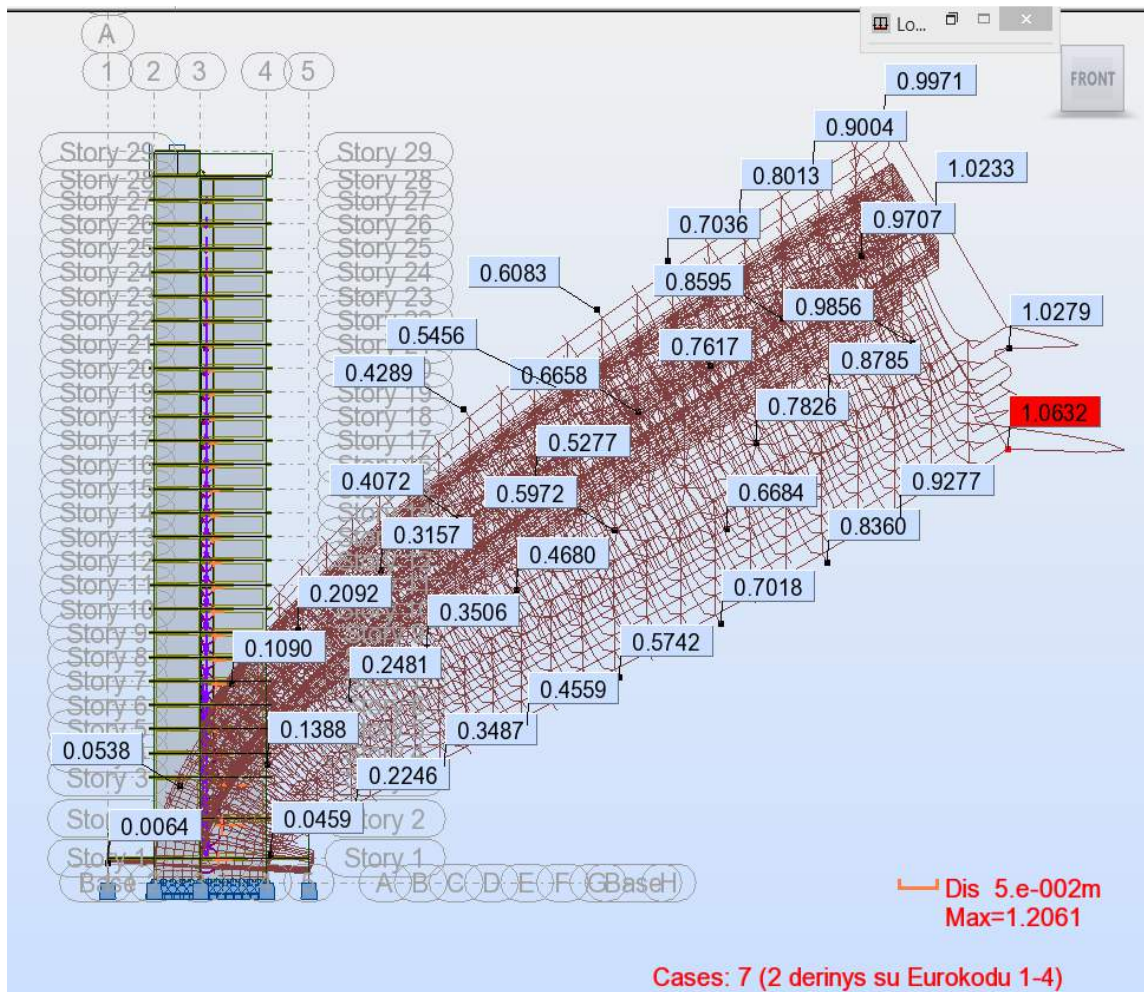 Lo...
FRONT
A
1 2 3 4 5
0.9971
0.9004
0.8013
1.0233
0.7036
0.9707
0.6083
0.8595
0.9856
1.0279
0.5456
0.7617
0.8785
0.4289
0.6658
0.7826
1.0632
0.5277
0.4072
0.5972
0.6684
0.9277
0.3157
0.4680
0.8360
0.2092
0.3506
0.7018
0.1090
0.2481
0.5742
0.4559
0.0538
0.1388
0.3487
0.2246
0.0064
0.0459
Story 29 Story 29
Story 28 Story 28
Story 27 Story 27
Story 26 Story 26
Story 25 Story 25
Story 24 Story 24
Story 23 Story 23
Story 20
Story 19
Story 18 Story 18
Story 17 Story 17
Story 16 Story 16
Story 15 Story 15
Story 14 Story 14
Story 13
Story 12
Story 11
Story 10
Story 9
Story 8
Story 7
Story 6
Story 3
Story 2
Story 1 Story 1
Base A B C D E F G Base H
Dis 5.e-002m
Max=1.2061
Cases: 7 (2 derinys su Eurokodu 1-4)